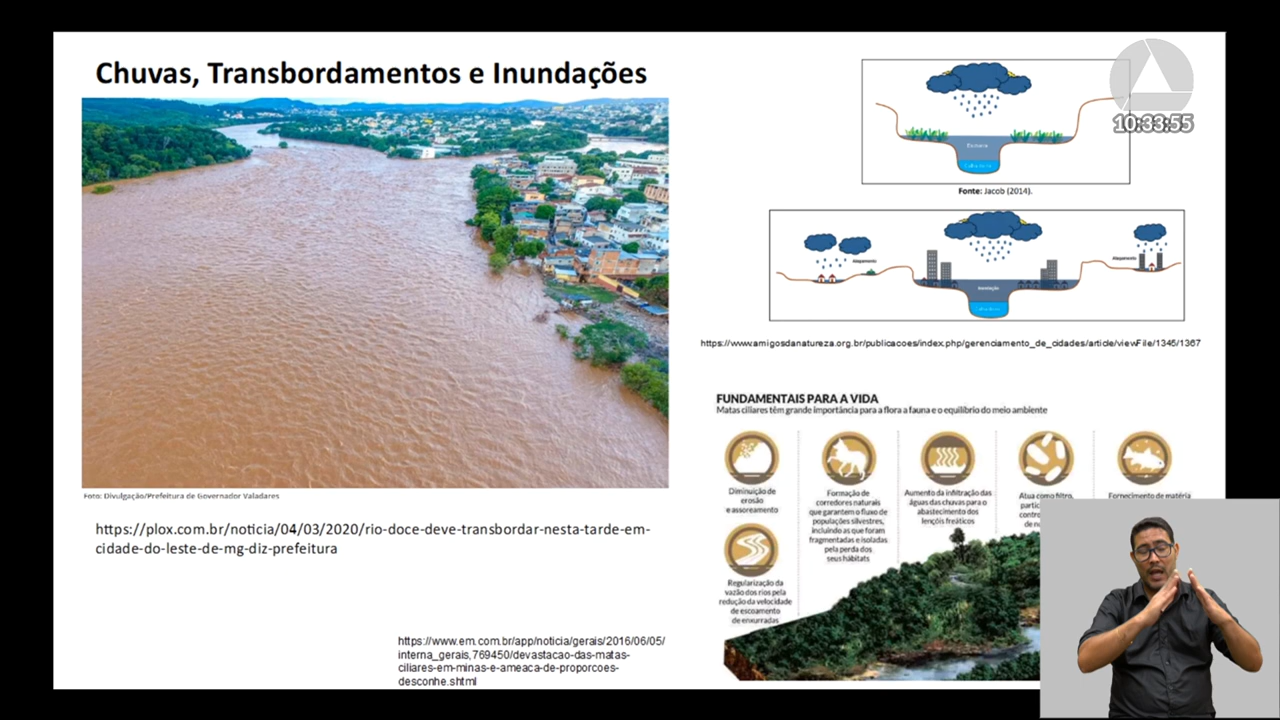 Chuvas, Transbordamentos e Inundações
10:33:55
Fonte: Jacob (2014).
Alagamento
Alagamento
Inundação
https://www.amigosdanatureza.org.br/publicacoes/index.php/gerenciamento_de_cidades/article/viewFile/1345/1367
Foto: Divulgação/Prefeitura de Governador Valadares
https://plox.com.br/noticia/04/03/2020/rio-doce-deve-transbordar-nesta-tarde-em-
cidade-do-leste-de-mg-diz-prefeitura
https://www.em.com.br/app/noticia/gerais/2016/06/05/
interna_gerais,769450/devastacao-das-matas-
ciliares-em-minas-e-ameaca-de-proporcoes-
desconhe.shtml
FUNDAMENTAIS PARA A VIDA
Matas ciliares têm grande importância para a flora a fauna e o equilíbrio do meio ambiente
Diminuição de
erosão
e assoreamento
Regularização da
vazão dos rios pela
redução da velocidade
de escoamento
de enxurradas
Formação de
corredores naturais
que garantem o fluxo de
populações silvestres,
incluindo as que foram
fragmentadas e isoladas
pela perda dos
seus hábitats
Aumento da infiltração das
águas das chuvas para o
abastecimento dos
lençóis freáticos
Atua como filtro,
partic
contro
de n
Fornecimento de matéria